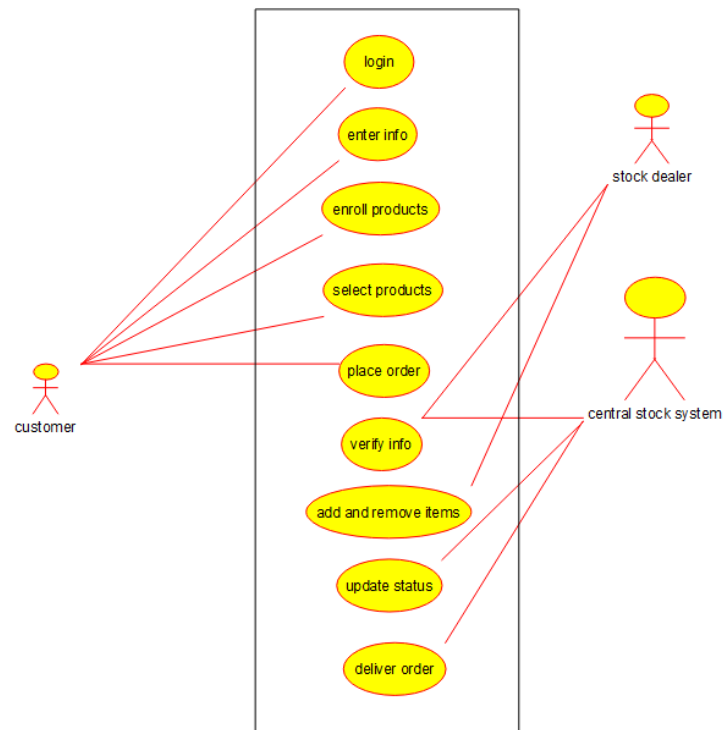 login
enter info
stock dealer
enroll products
select products
place order
central stock system
customer
verify info
add and remove items
update status
deliver order